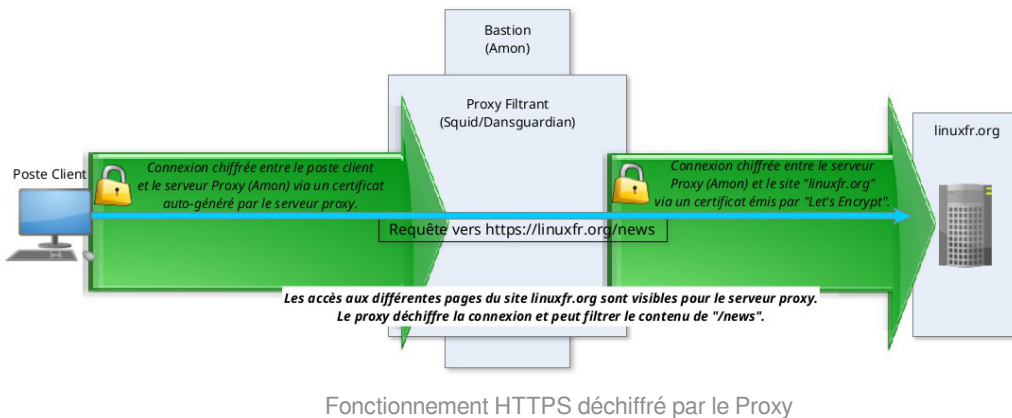 Bastion
(Amon)
Proxy Filtrant
(Squid/Dansguardian)
linuxfr.org
Poste Client
Connexion chiffrée entre le poste client
et le serveur Proxy (Amon) via un certificat
auto-généré par le serveur proxy.
Connexion chiffrée entre le serveur
Proxy (Amon) et le site "linuxfr.org"
via un certificat émis par "Let's Encrypt".
Requête vers https://linuxfr.org/news
Les accès aux différentes pages du site linuxfr.org sont visibles pour le serveur proxy.
Le proxy déchiffre la connexion et peut filtrer le contenu de "/news".
Fonctionnement HTTPS déchiffré par le Proxy